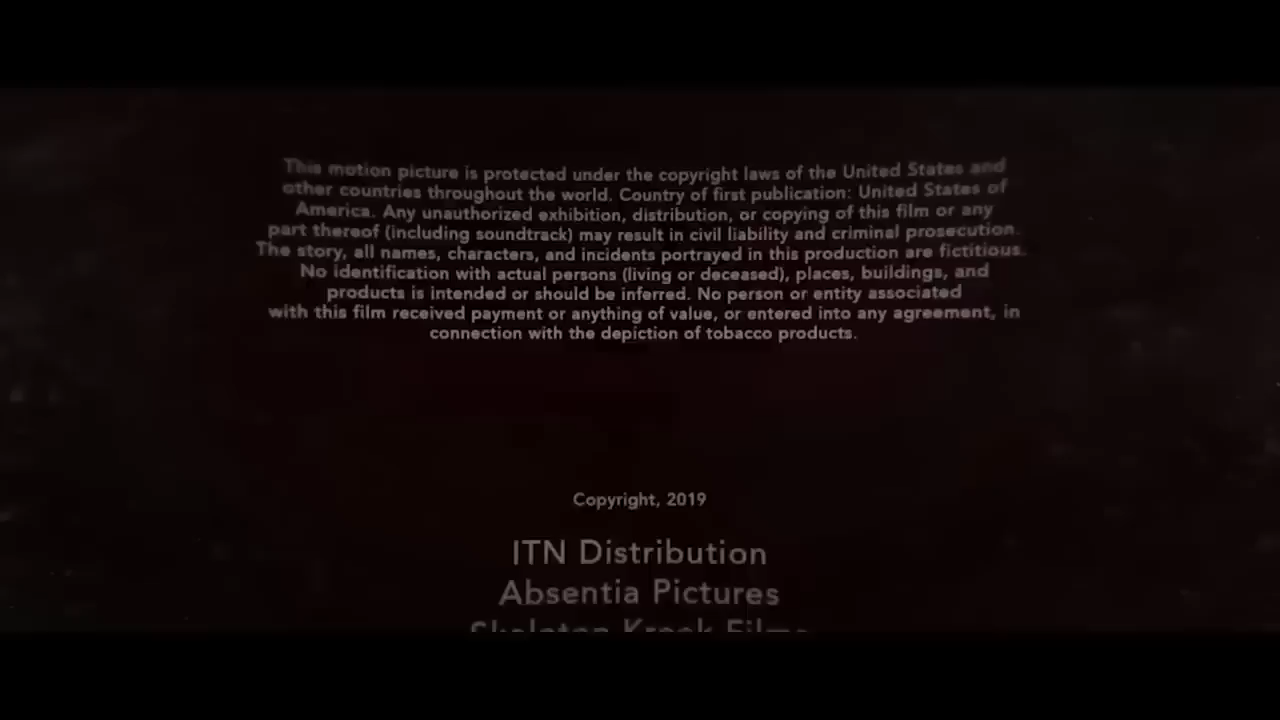 This motion picture is protected under the copyright laws of the United States and
other countries throughout the world. Country of first publication: United States of
America. Any unauthorized exhibition, distribution, or copying of this film or any
part thereof (including soundtrack) may result in civil liability and criminal prosecution.
The story, all names, characters, and incidents portrayed in this production are fictitious.
No identification with actual persons (living or deceased), places, buildings, and
products is intended or should be inferred. No person or entity associated
with this film received payment or anything of value, or entered into any agreement, in
connection with the depiction of tobacco products.
Copyright, 2019
ITN Distribution
Absentia Pictures
Skeleton Kreek Films